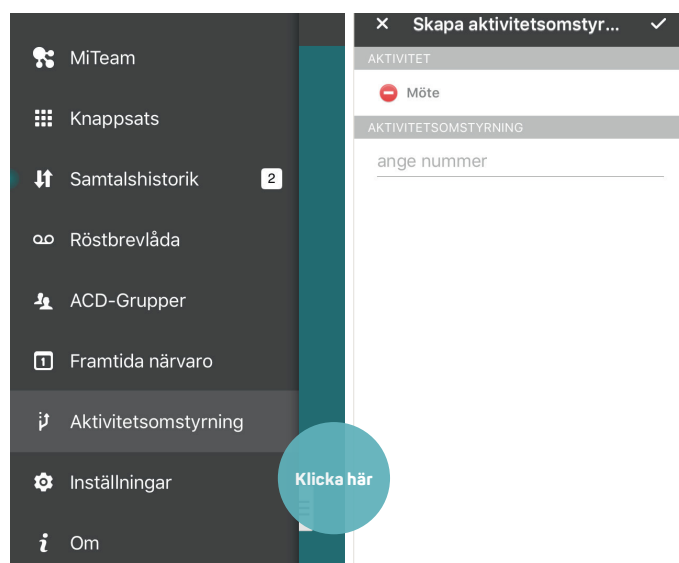 MiTeam
Knappsats
Samtalshistorik 2
Röstbrevlåda
ACD-Grupper
1 Framtida närvaro
Aktivitetsomstyrning
Inställningar
i Om
Klicka här
× Skapa aktivitetsomstyr... ✓
AKTIVITET
Möte
AKTIVITETSOMSTYRNING
ange nummer